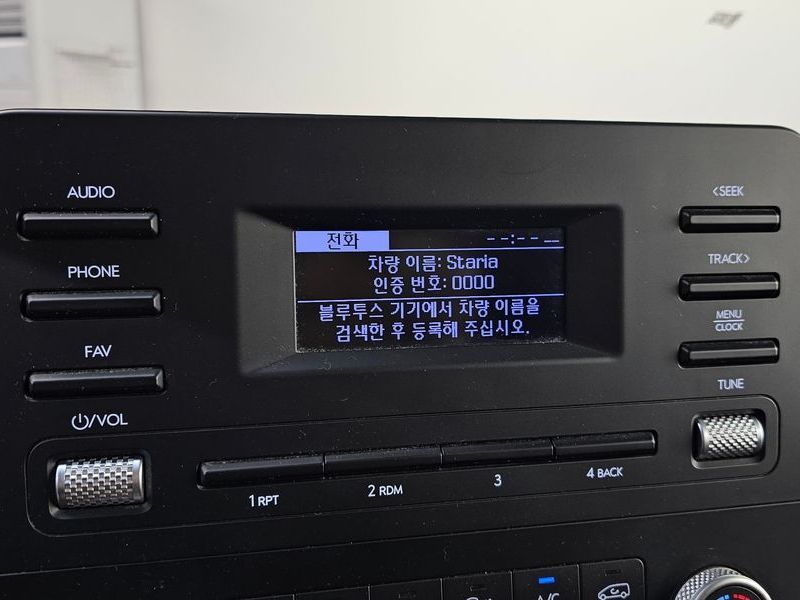 AUDIO
PHONE
FAV
⏻/VOL
전화
--:-- __
차량 이름: Staria
인증 번호: 0000
블루투스 기기에서 차량 이름을
검색한 후 등록해 주십시오.
<SEEK
TRACK>
MENU
CLOCK
TUNE
1 RPT
2 RDM
3
4 BACK
A/C